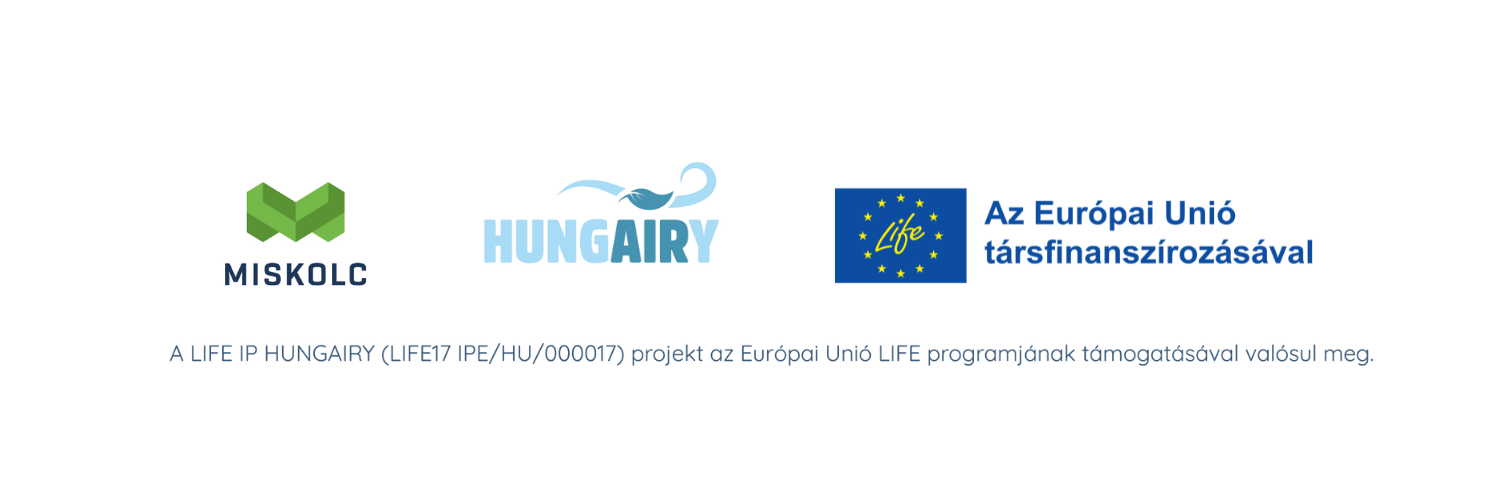 MISKOLC
HUNGAIRY
Life
Az Európai Unió
társfinanszírozásával
A LIFE IP HUNGAIRY (LIFE17 IPE/HU/000017) projekt az Európai Unió LIFE programjának támogatásával valósul meg.